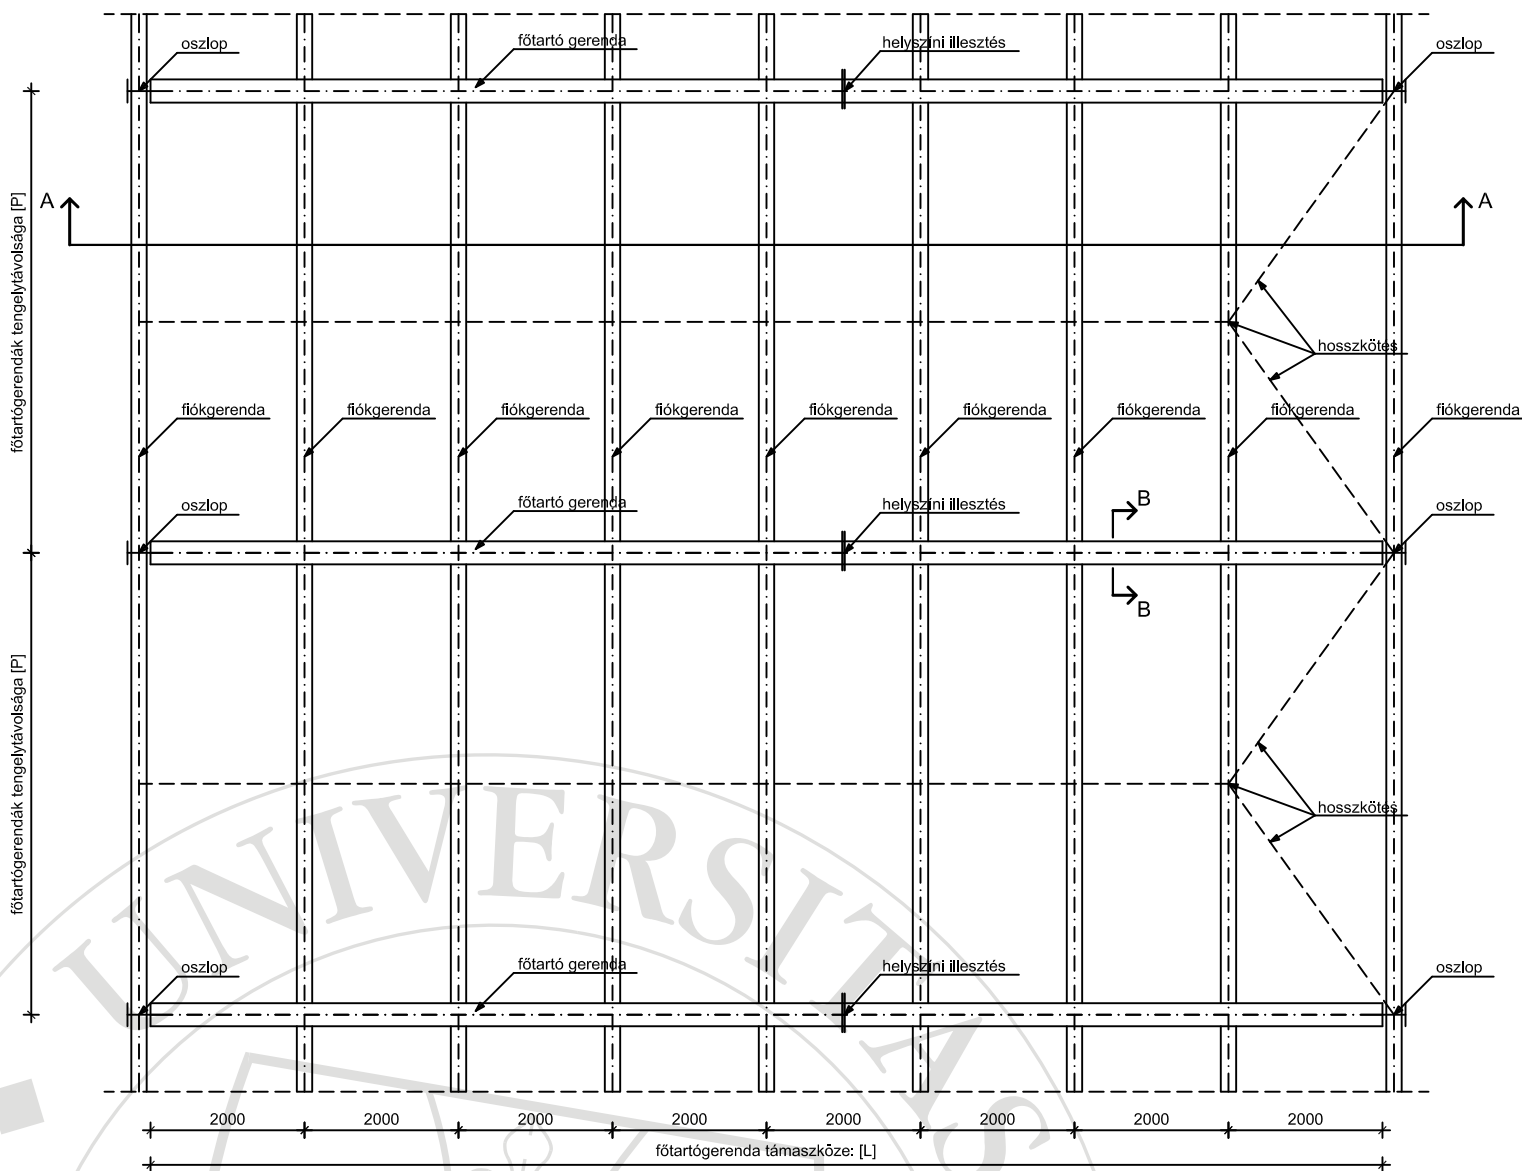 oszlop
főtartó gerenda
helyszíni illesztés
oszlop
A
A
főtartógerendák tengelytávolsága [P]
hosszkötés
fiókgerenda
fiókgerenda
fiókgerenda
fiókgerenda
fiókgerenda
fiókgerenda
fiókgerenda
fiókgerenda
fiókgerenda
oszlop
főtartó gerenda
helyszíni illesztés
B
oszlop
B
főtartógerendák tengelytávolsága [P]
hosszkötés
UNIVERSITAS
oszlop
főtartó gerenda
helyszíni illesztés
oszlop
2000
2000
2000
2000
2000
2000
2000
2000
főtartógerenda támaszköze: [L]